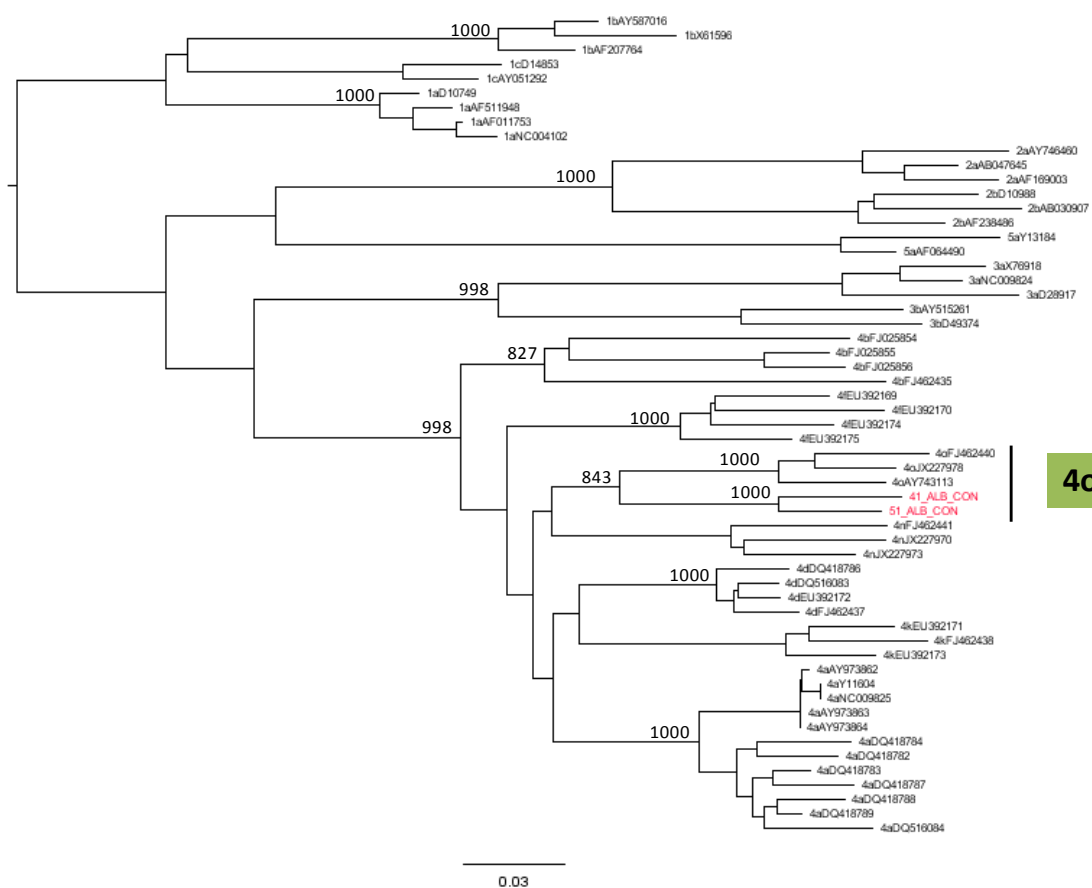 1bAY587016
1000
1bX61596
1bAF207764
1cD14853
1cAY051292
1aD10749
1000
1aAF511948
1aAF011753
1aNC004102
2aAY746460
2aAB047645
1000
2aAF169003
2bD10988
2bAB030907
2bAF238486
5aY13184
5aAF064490
3aX76918
3aNC009824
998
3aD28917
3bAY515261
3bD49374
4bFJ025854
827
4bFJ025855
4bFJ025856
4bFJ462435
4fEU392169
4fEU392170
1000
998
4fEU392174
4fEU392175
4oFJ462440
1000
4oJX227978
843
4oAY743113
1000
41_ALB_CON
51_ALB_CON
4nFJ462441
4nJX227970
4nJX227973
4dDQ418786
1000
4dDQ516083
4dEU392172
4dFJ462437
4kEU392171
4kFJ462438
4kEU392173
4aAY973862
4aY11604
4aNC009825
4aAY973863
4aAY973864
1000
4aDQ418784
4aDQ418782
4aDQ418783
4aDQ418787
4aDQ418788
4aDQ418789
4aDQ516084
0.03